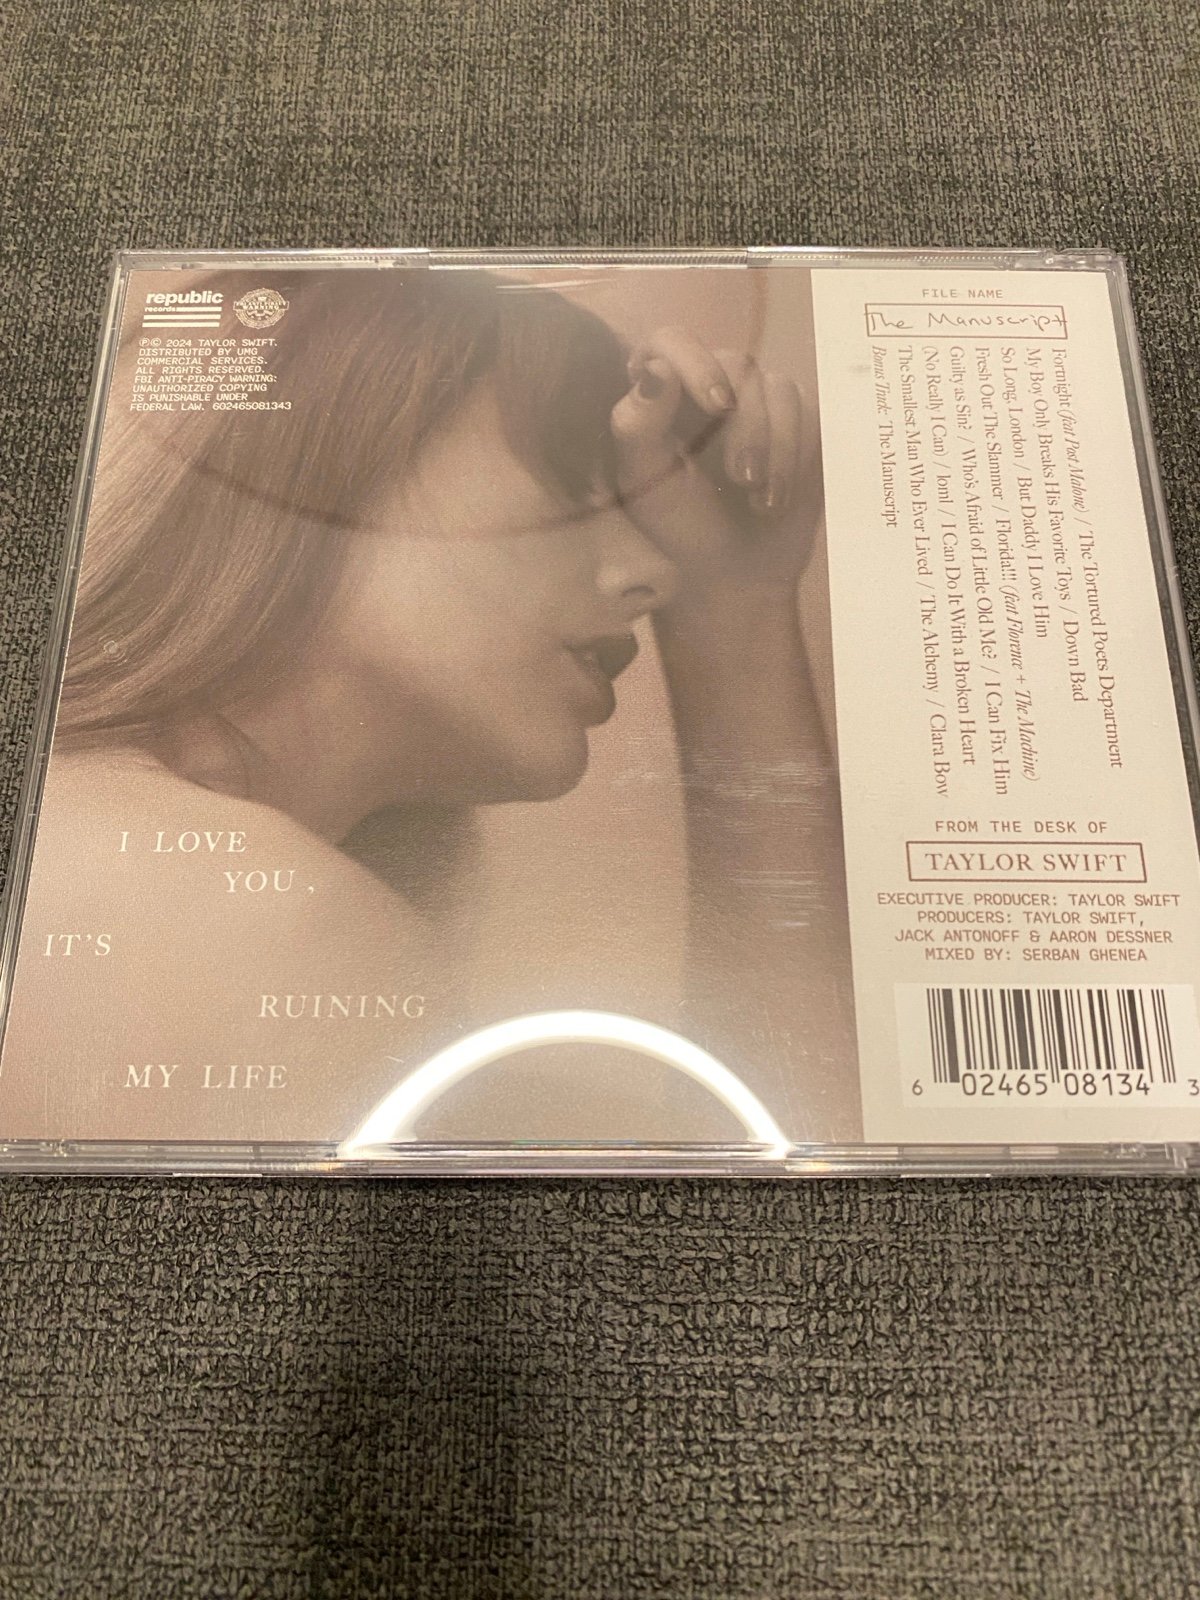 republic
records
℗© 2024 TAYLOR SWIFT.
DISTRIBUTED BY UMG
COMMERCIAL SERVICES.
ALL RIGHTS RESERVED.
FBI ANTI-PIRACY WARNING:
UNAUTHORIZED COPYING
IS PUNISHABLE UNDER
FEDERAL LAW. 602465081343
FBI ANTI-PIRACY
WARNING
I LOVE
YOU,
IT'S
RUINING
MY LIFE
FILE NAME
The Manuscript
Fortnight (feat Post Malone) / The Tortured Poets Department
My Boy Only Breaks His Favorite Toys / Down Bad
So Long, London / But Daddy I Love Him
Fresh Out The Slammer / Florida!!! (feat Florence + The Machine)
Guilty as Sin? / Who's Afraid of Little Old Me? / I Can Fix Him
(No Really I Can) / loml / I Can Do It With a Broken Heart
The Smallest Man Who Ever Lived / The Alchemy / Clara Bow
Bonus Track: The Manuscript
FROM THE DESK OF
TAYLOR SWIFT
EXECUTIVE PRODUCER: TAYLOR SWIFT
PRODUCERS: TAYLOR SWIFT,
JACK ANTONOFF & AARON DESSNER
MIXED BY: SERBAN GHENEA
6 02465 08134 3